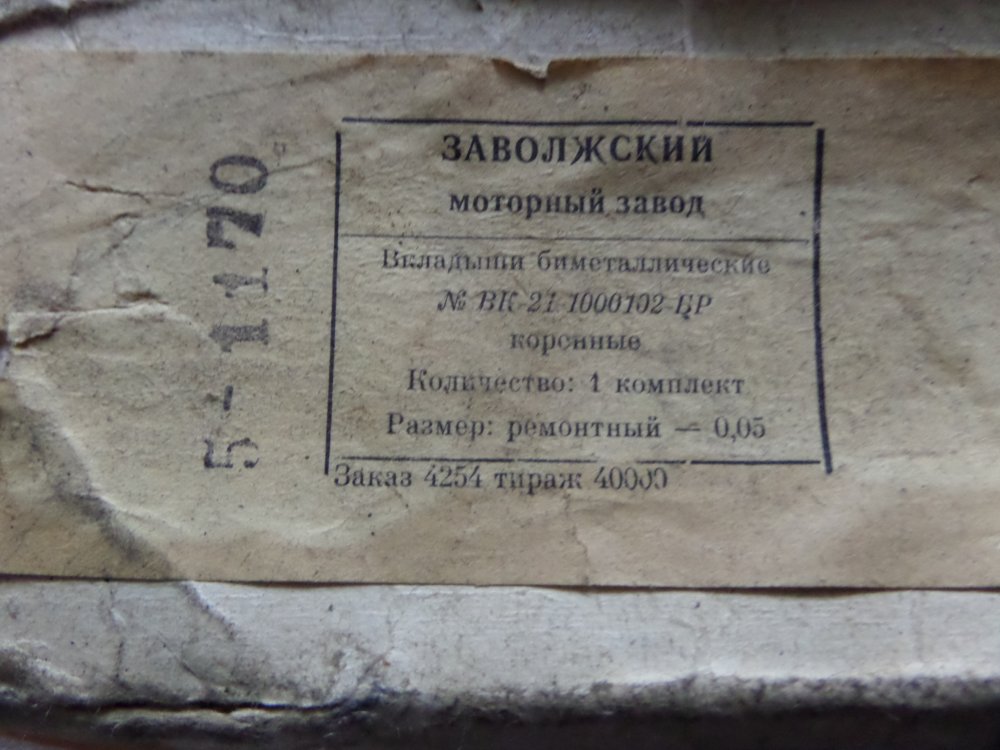 ЗАВОЛЖСКИЙ
моторный завод
Вкладыши биметаллические
№ ВК-21-1000102-БР
коренные
Количество: 1 комплект
Размер: ремонтный — 0,05
Заказ 4254 тираж 40000
5-1170